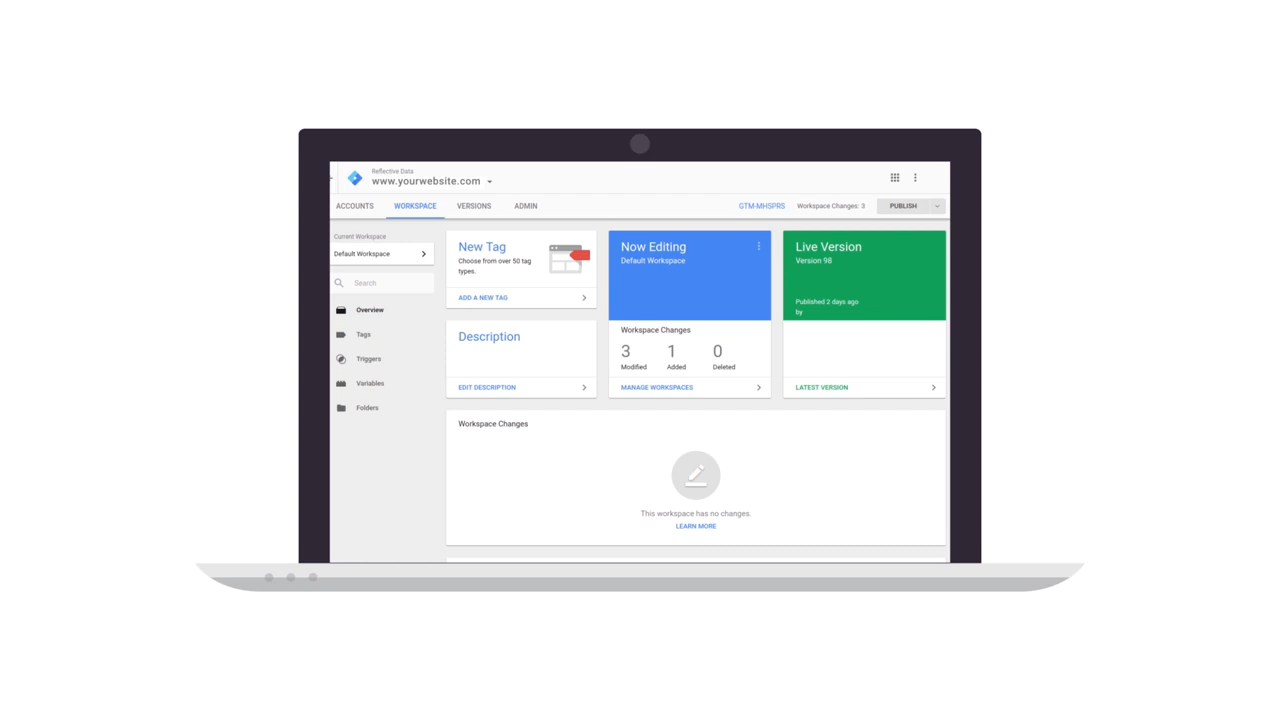 Reflective Data
www.yourwebsite.com
ACCOUNTS WORKSPACE VERSIONS ADMIN GTM-MHSPRS Workspace Changes: 3 PUBLISH
Current Workspace
Default Workspace
Search
Overview
Tags
Triggers
Variables
Folders
New Tag
Choose from over 50 tag
types.
ADD A NEW TAG
Description
EDIT DESCRIPTION
Now Editing
Default Workspace
Workspace Changes
3 1 0
Modified Added Deleted
MANAGE WORKSPACES
Live Version
Version 98
Published 2 days ago
by
LATEST VERSION
Workspace Changes
This workspace has no changes.
LEARN MORE